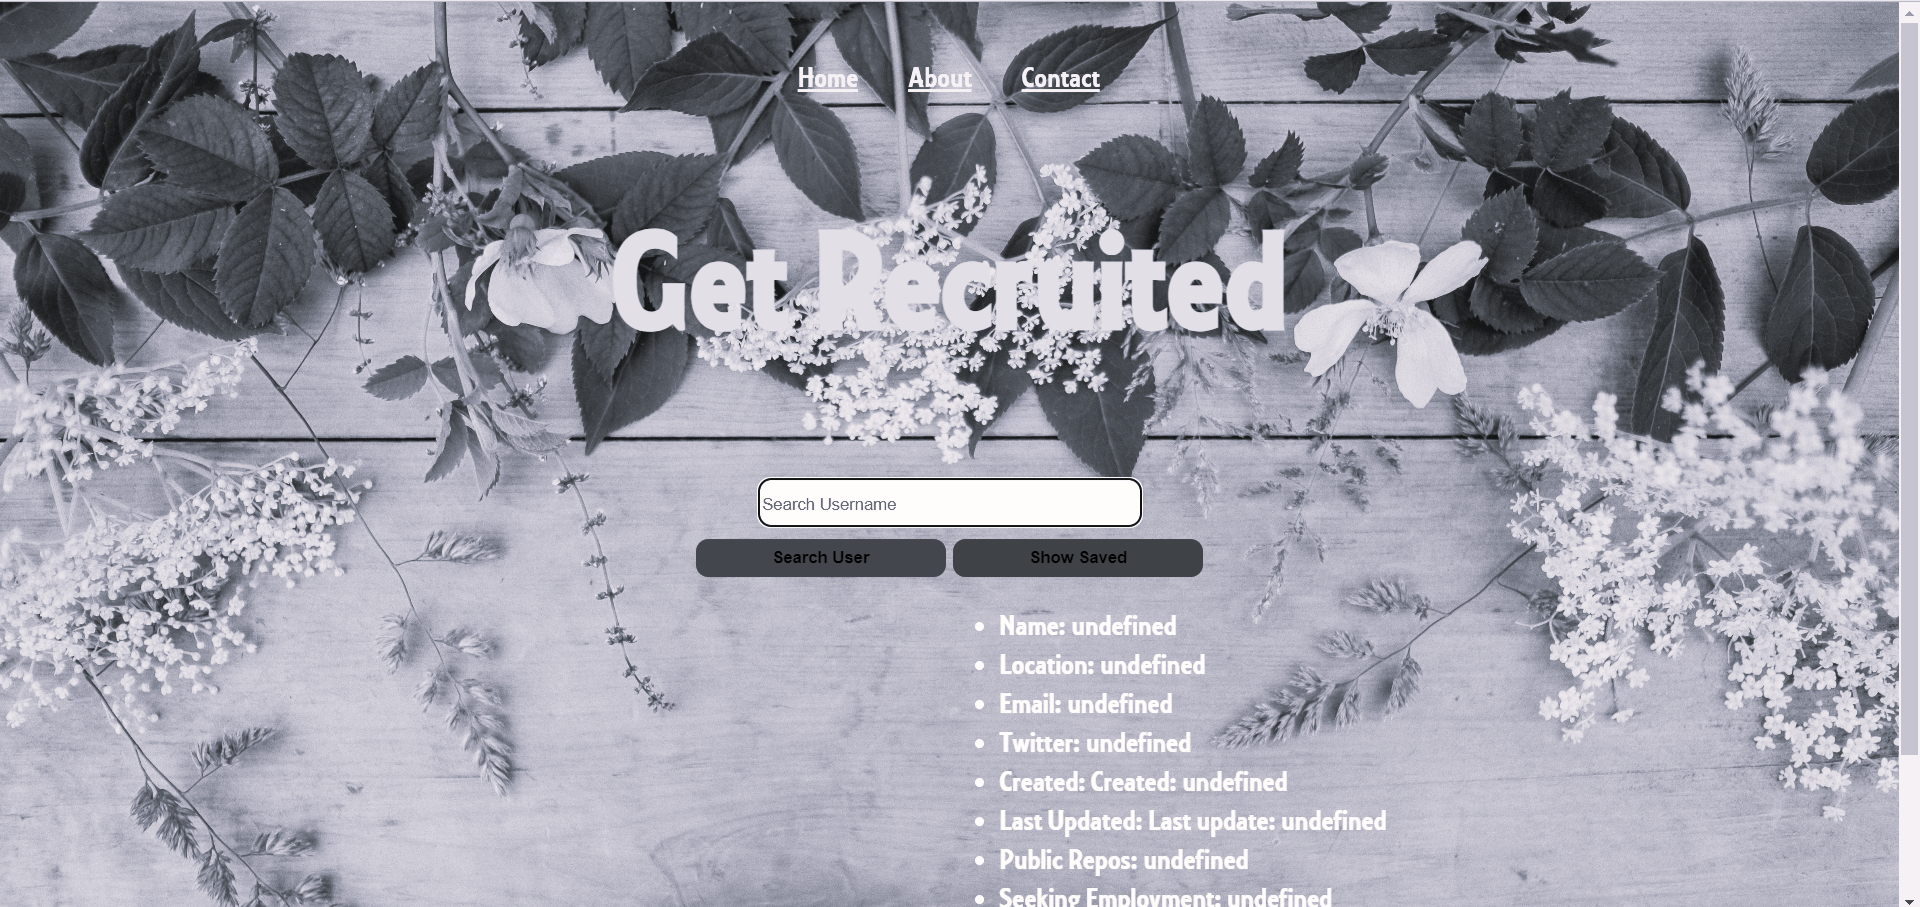 Home About Contact
Get Recruited
Search Username
Search User Show Saved
Name: undefined
Location: undefined
Email: undefined
Twitter: undefined
Created: Created: undefined
Last Updated: Last update: undefined
Public Repos: undefined
Seeking Employment: undefined